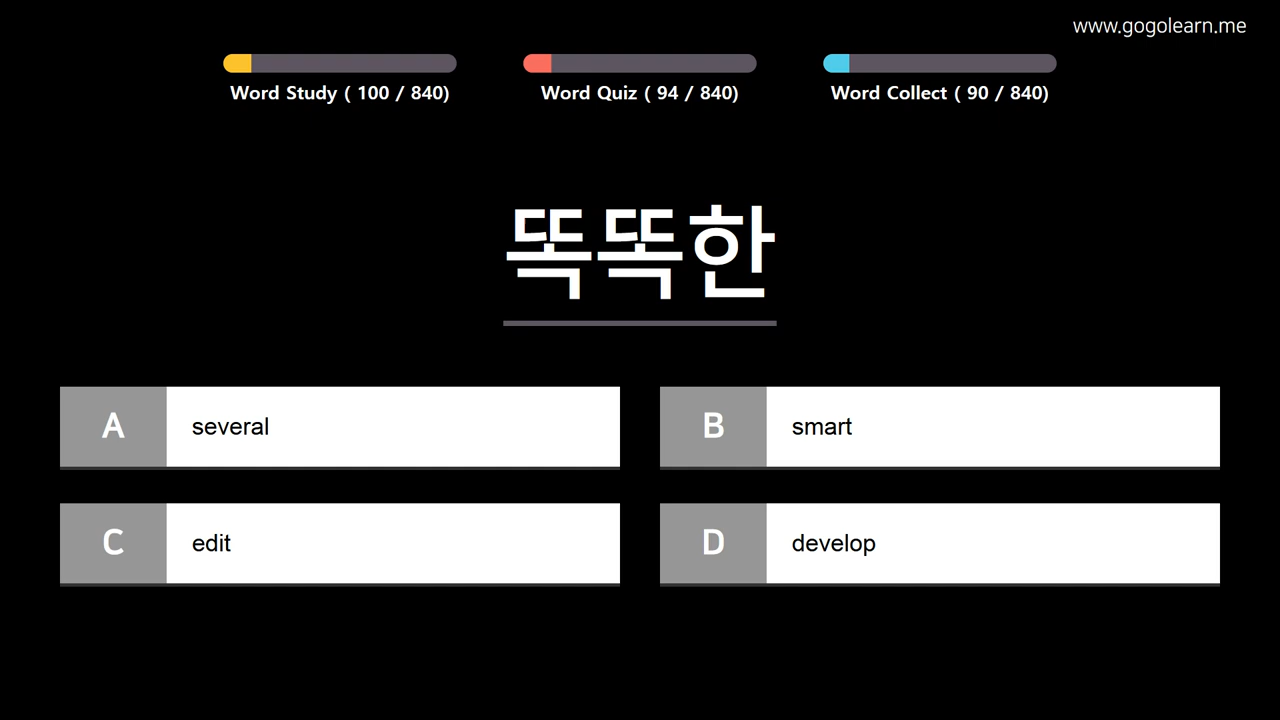 www.gogolearn.me
Word Study ( 100 / 840)
Word Quiz ( 94 / 840)
Word Collect ( 90 / 840)
똑똑한
A several
B smart
C edit
D develop